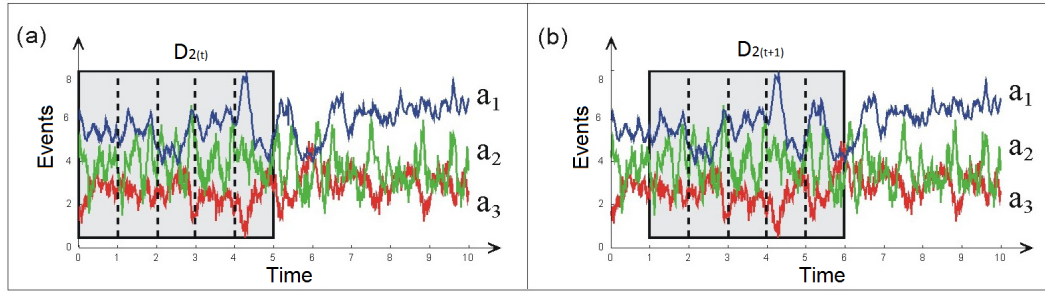 (a)
D2(t)
Events
8
6
4
2
0
a1
a2
a3
0 1 2 3 4 5 6 7 8 9 10
Time
(b)
D2(t+1)
Events
8
6
4
2
0
a1
a2
a3
0 1 2 3 4 5 6 7 8 9 10
Time